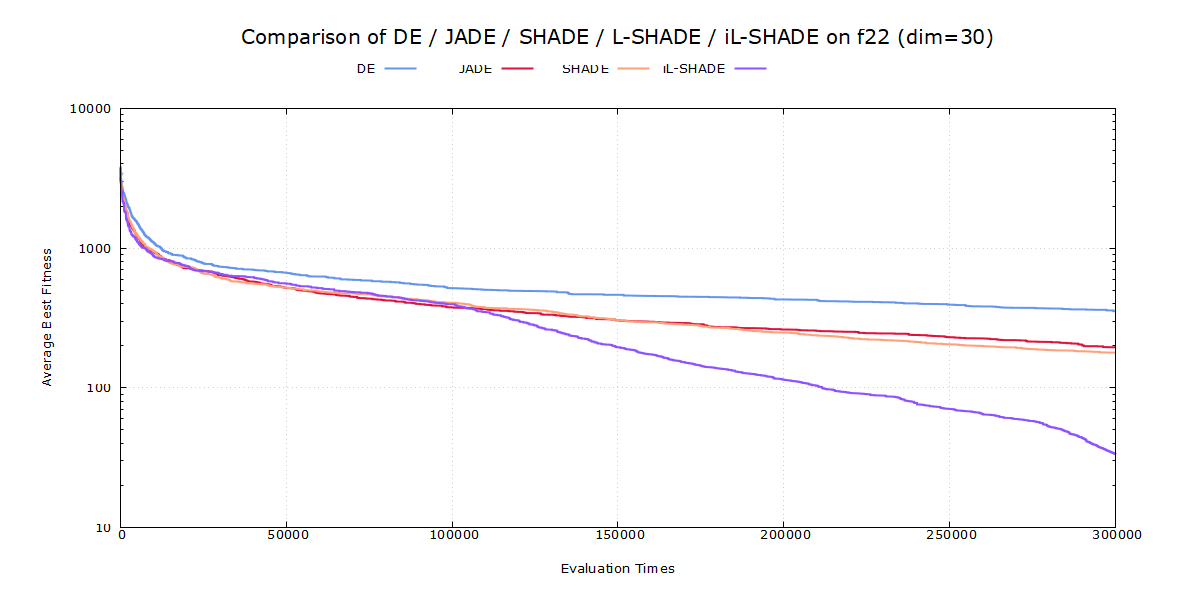 Comparison of DE / JADE / SHADE / L-SHADE / iL-SHADE on f22 (dim=30)
DE JADE SHADE iL-SHADE
10000
1000
100
10
Average Best Fitness
0 50000 100000 150000 200000 250000 300000
Evaluation Times